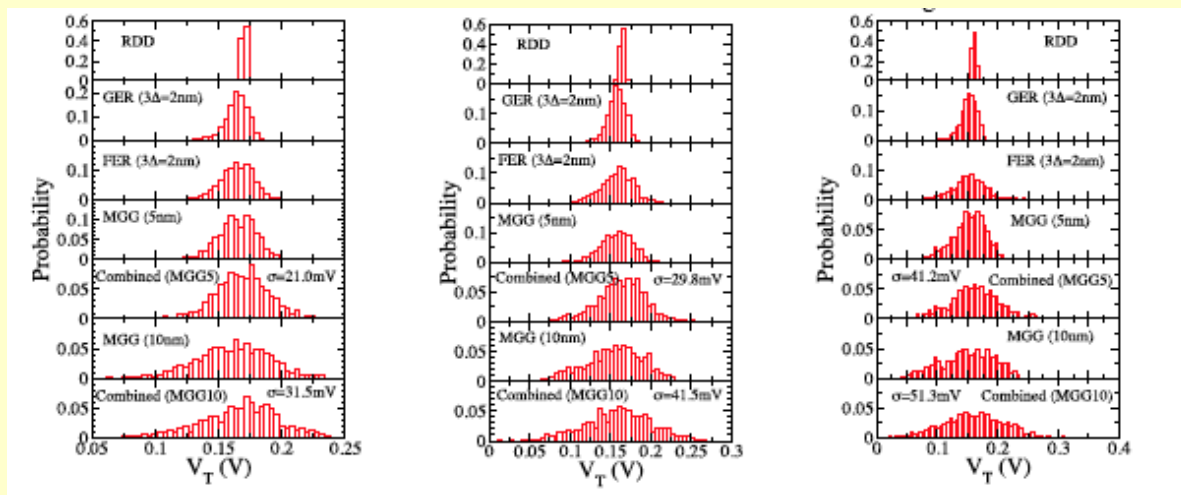 0.6
0.4
0.2
0
RDD
0.2
0.1
0
GER (3Δ=2nm)
0.1
0
FER (3Δ=2nm)
0.1
0.05
0
MGG (5nm)
0.05
0
Combined (MGG5) σ=21.0mV
0.05
0
MGG (10nm)
0.05
0
Combined (MGG10) σ=31.5mV
0.05 0.1 0.15 0.2 0.25
Probability
V_T (V)
0.6
0.4
0.2
0
RDD
0.1
0
GER (3Δ=2nm)
0.1
0
FER (3Δ=2nm)
0.1
0
MGG (5nm)
0.05
0
Combined (MGG5) σ=29.8mV
0.05
0
MGG (10nm)
0.05
0
Combined (MGG10) σ=41.5mV
0 0.05 0.1 0.15 0.2 0.25 0.3
Probability
V_T (V)
0.6
0.4
0.2
0
RDD
0.1
0
GER (3Δ=2nm)
0.1
0
FER (3Δ=2nm)
0.05
0
MGG (5nm)
0.05
0
σ=41.2mV Combined (MGG5)
0.05
0
MGG (10nm)
0.05
0
σ=51.3mV Combined (MGG10)
0 0.1 0.2 0.3 0.4
Probability
V_T (V)